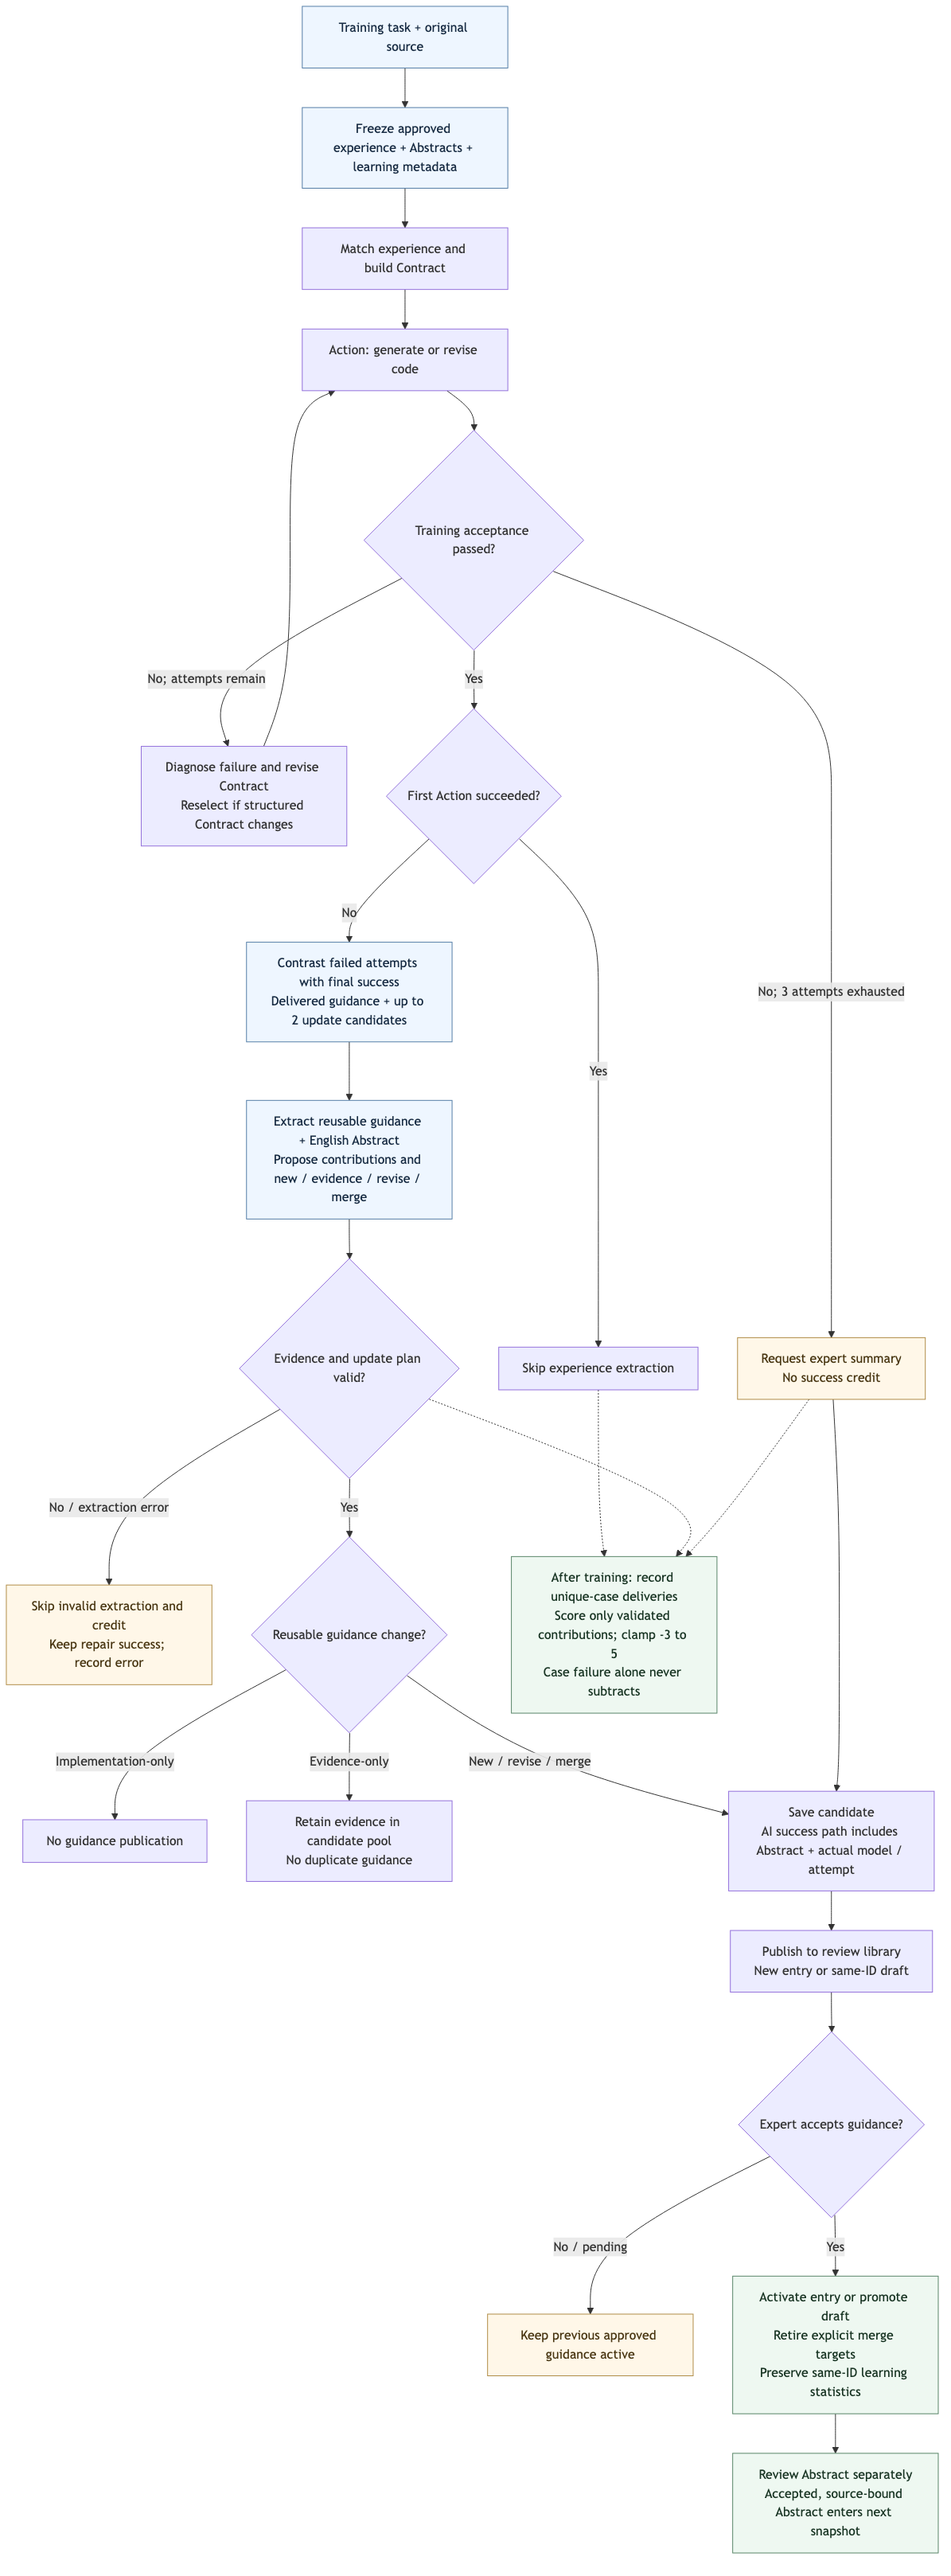 Training task + original
source
Freeze approved
experience + Abstracts +
learning metadata
Match experience and
build Contract
Action: generate or revise
code
Training acceptance
passed?
No; attempts remain
Yes
Diagnose failure and revise
Contract
Reselect if structured
Contract changes
First Action succeeded?
No
Contrast failed attempts
with final success
Delivered guidance + up to
2 update candidates
No; 3 attempts exhausted
Yes
Extract reusable guidance
+ English Abstract
Propose contributions and
new / evidence / revise /
merge
Evidence and update plan
valid?
Skip experience extraction
Request expert summary
No success credit
No / extraction error
Yes
Skip invalid extraction and
credit
Keep repair success;
record error
Reusable guidance change?
After training: record
unique-case deliveries
Score only validated
contributions; clamp -3 to
5
Case failure alone never
subtracts
Implementation-only
Evidence-only
New / revise / merge
No guidance publication
Retain evidence in
candidate pool
No duplicate guidance
Save candidate
AI success path includes
Abstract + actual model /
attempt
Publish to review library
New entry or same-ID draft
Expert accepts guidance?
No / pending
Yes
Keep previous approved
guidance active
Activate entry or promote
draft
Retire explicit merge
targets
Preserve same-ID learning
statistics
Review Abstract separately
Accepted, source-bound
Abstract enters next
snapshot